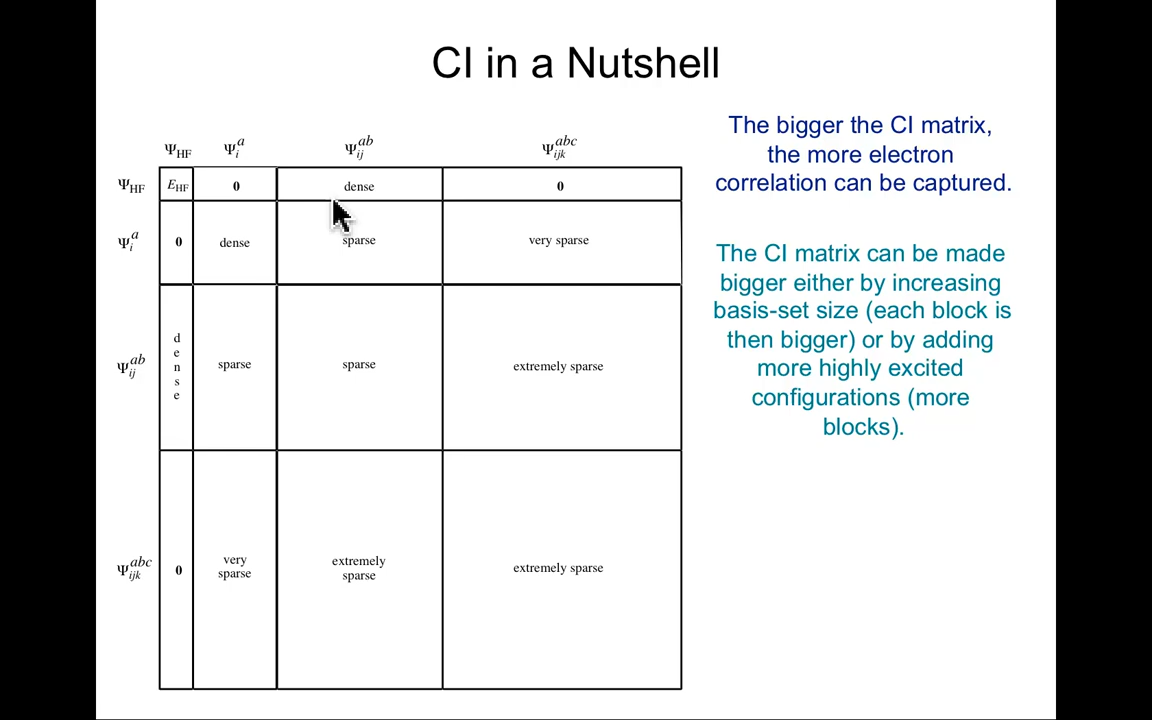 CI in a Nutshell
Ψ_HF Ψ_i^a Ψ_ij^ab Ψ_ijk^abc
Ψ_HF E_HF 0 dense 0
Ψ_i^a 0 dense sparse very sparse
Ψ_ij^ab dense sparse sparse extremely sparse
Ψ_ijk^abc 0 very sparse extremely sparse extremely sparse
The bigger the CI matrix,
the more electron
correlation can be captured.
The CI matrix can be made
bigger either by increasing
basis-set size (each block is
then bigger) or by adding
more highly excited
configurations (more
blocks).